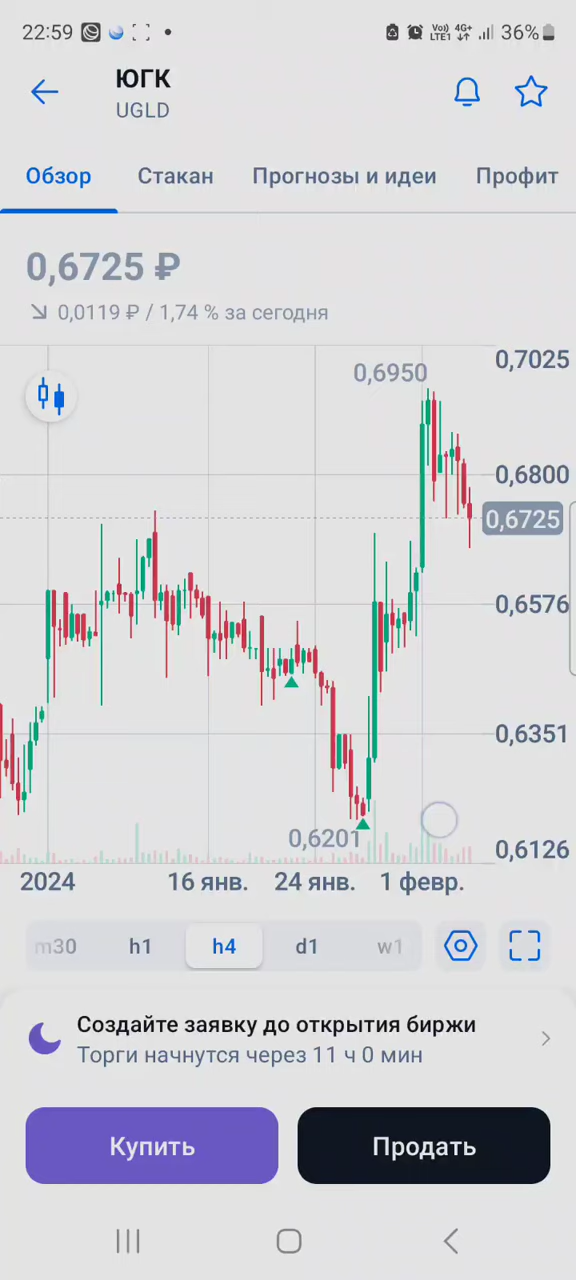 22:59
Vo)) 4G+ LTE1 36%
ЮГК
UGLD
Обзор Стакан Прогнозы и идеи Профит
0,6725 ₽
0,0119 ₽ / 1,74 % за сегодня
0,7025
0,6950
0,6800
0,6725
0,6576
0,6351
0,6201
0,6126
2024 16 янв. 24 янв. 1 февр.
m30 h1 h4 d1 w1
Создайте заявку до открытия биржи
Торги начнутся через 11 ч 0 мин
Купить Продать